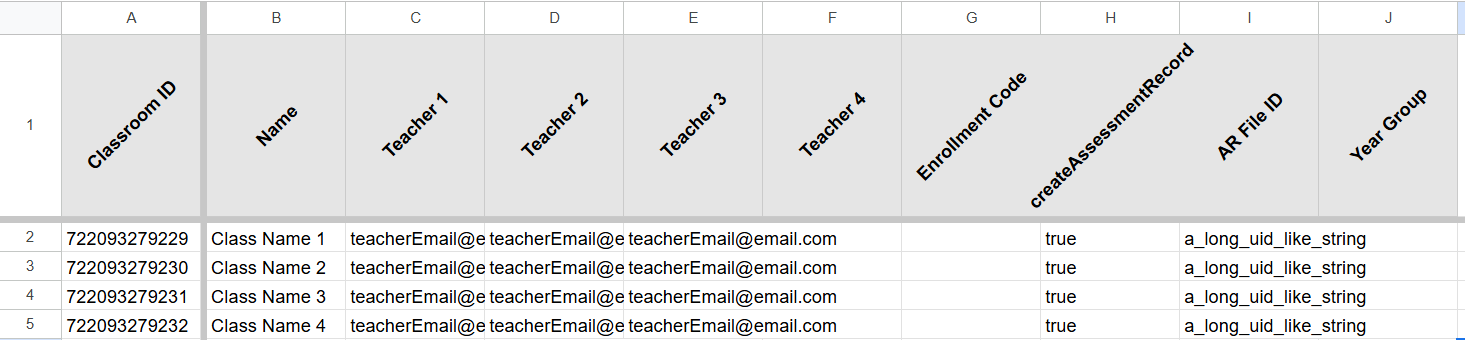 A B C D E F G H I J
1 Classroom ID Name Teacher 1 Teacher 2 Teacher 3 Teacher 4 Enrollment Code createAssessmentRecord AR File ID Year Group
2 722093279229 Class Name 1 teacherEmail@e teacherEmail@e teacherEmail@email.com true a_long_uid_like_string
3 722093279230 Class Name 2 teacherEmail@e teacherEmail@e teacherEmail@email.com true a_long_uid_like_string
4 722093279231 Class Name 3 teacherEmail@e teacherEmail@e teacherEmail@email.com true a_long_uid_like_string
5 722093279232 Class Name 4 teacherEmail@e teacherEmail@e teacherEmail@email.com true a_long_uid_like_string